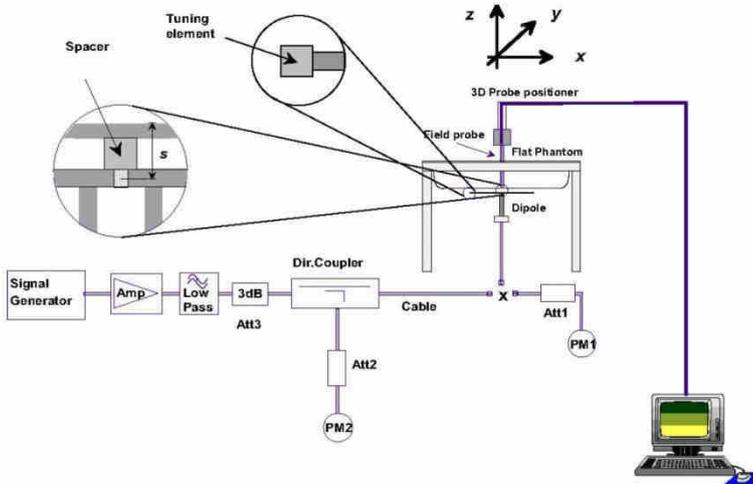 Tuning
element
Spacer
s
z
y
x
3D Probe positioner
Field probe
Flat Phantom
Dipole
Signal
Generator
Amp
Low
Pass
3dB
Att3
Dir.Coupler
Cable
x
Att1
PM1
Att2
PM2